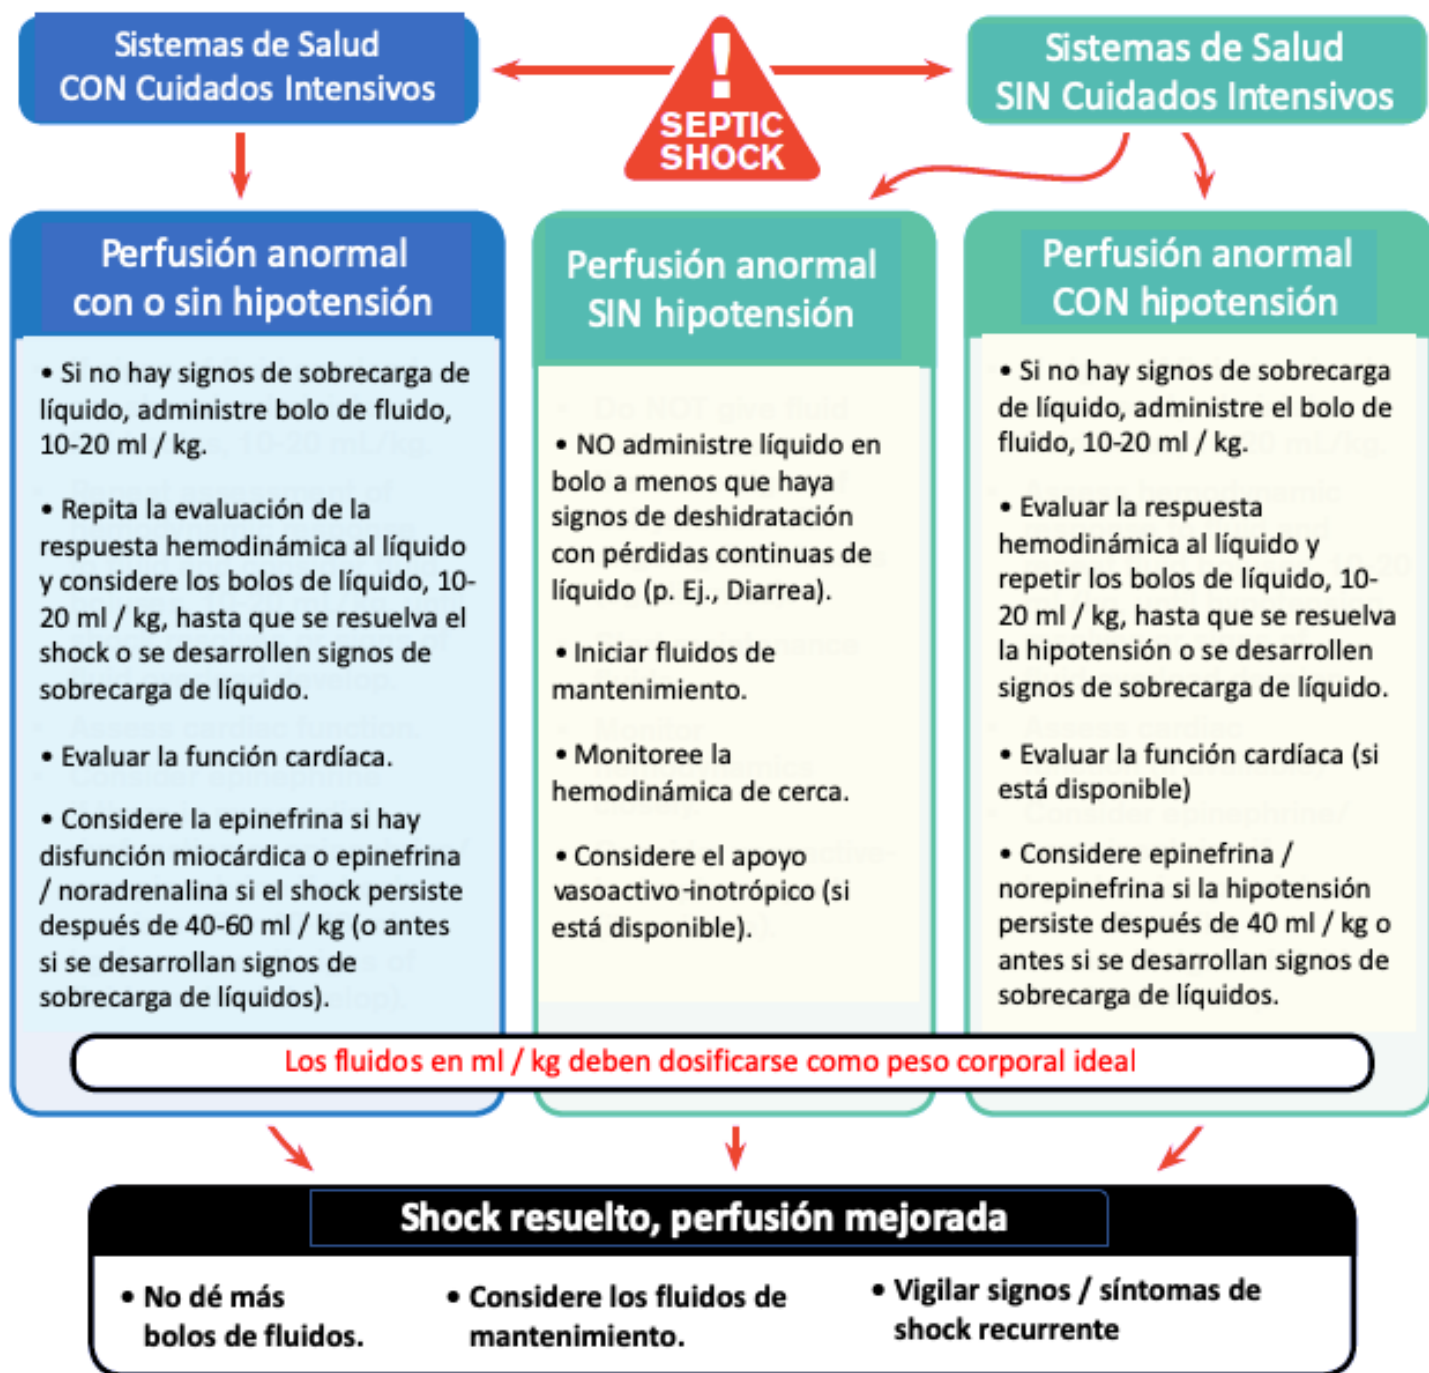 Sistemas de Salud
CON Cuidados Intensivos
!
SEPTIC
SHOCK
Sistemas de Salud
SIN Cuidados Intensivos
Perfusión anormal
con o sin hipotensión
• Si no hay signos de sobrecarga de
líquido, administre bolo de fluido,
10-20 ml / kg.
• Repita la evaluación de la
respuesta hemodinámica al líquido
y considere los bolos de líquido, 10-
20 ml / kg, hasta que se resuelva el
shock o se desarrollen signos de
sobrecarga de líquido.
• Evaluar la función cardíaca.
• Considere la epinefrina si hay
disfunción miocárdica o epinefrina
/ noradrenalina si el shock persiste
después de 40-60 ml / kg (o antes
si se desarrollan signos de
sobrecarga de líquidos).
Perfusión anormal
SIN hipotensión
• NO administre líquido en
bolo a menos que haya
signos de deshidratación
con pérdidas continuas de
líquido (p. Ej., Diarrea).
• Iniciar fluidos de
mantenimiento.
• Monitoree la
hemodinámica de cerca.
• Considere el apoyo
vasoactivo-inotrópico (si
está disponible).
Perfusión anormal
CON hipotensión
• Si no hay signos de sobrecarga
de líquido, administre el bolo de
fluido, 10-20 ml / kg.
• Evaluar la respuesta
hemodinámica al líquido y
repetir los bolos de líquido, 10-
20 ml / kg, hasta que se resuelva
la hipotensión o se desarrollen
signos de sobrecarga de líquido.
• Evaluar la función cardíaca (si
está disponible)
• Considere epinefrina /
norepinefrina si la hipotensión
persiste después de 40 ml / kg o
antes si se desarrollan signos de
sobrecarga de líquidos.
Los fluidos en ml / kg deben dosificarse como peso corporal ideal
Shock resuelto, perfusión mejorada
• No dé más
bolos de fluidos.
• Considere los fluidos de
mantenimiento.
• Vigilar signos / síntomas de
shock recurrente